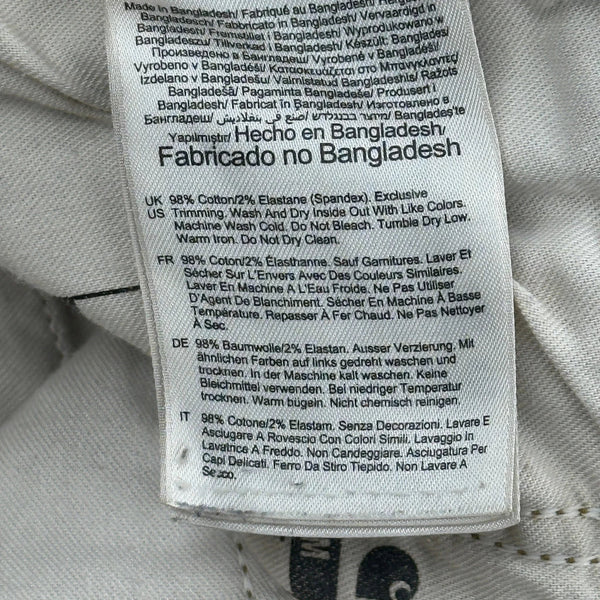 Made in Bangladesh/ Fabriqué au Bangladesh/
Bangladesch/ Fabbricato in Bangladesh/ Vervaardigd in
Bangladesh/ Fremstillet i Bangladesh/ Wyprodukowano w
Bangladeszu/ Tillverkad i Bangladesh/ Készült: Banglades/
Произведено в Бангладеш/ Vyrobeno v Bangladéši/
Vyrobené v Bangladéši/ Κατασκευάζεται στο Μπανγκλαντές/
Izdelano v Bangladešu/ Valmistatud Bangladeshis/ Ražots
Bangladešā/ Pagaminta Bangladeše/ Produsert i
Bangladesh/ Fabricat în Bangladesh/ Изготовлено в
Бангладеш/ صنع في بنغلاديش/ Bangladeş'te
Yapılmıştır/ Hecho en Bangladesh/
Fabricado no Bangladesh
UK 98% Cotton/2% Elastane (Spandex). Exclusive
US Trimming. Wash And Dry Inside Out With Like Colors.
Machine Wash Cold. Do Not Bleach. Tumble Dry Low.
Warm Iron. Do Not Dry Clean.
FR 98% Coton/2% Élasthanne. Sauf Garnitures. Laver Et
Sécher Sur L'Envers Avec Des Couleurs Similaires.
Laver En Machine A L'Eau Froide. Ne Pas Utiliser
D'Agent De Blanchiment. Sécher En Machine À Basse
Température. Repasser À Fer Chaud. Ne Pas Nettoyer
À Sec.
DE 98% Baumwolle/2% Elastan. Ausser Verzierung. Mit
ähnlichen Farben auf links gedreht waschen und
trocknen. In der Maschine kalt waschen. Keine
Bleichmittel verwenden. Bei niedriger Temperatur
trocknen. Warm bügeln. Nicht chemisch reinigen.
IT 98% Cotone/2% Elastam. Senza Decorazioni. Lavare E
Asciugare A Rovescio Con Colori Simili. Lavaggio in
Lavatrice A Freddo. Non Candeggiare. Asciugatura Per
Capi Delicati. Ferro Da Stiro Tiepido. Non Lavare A
Secco.